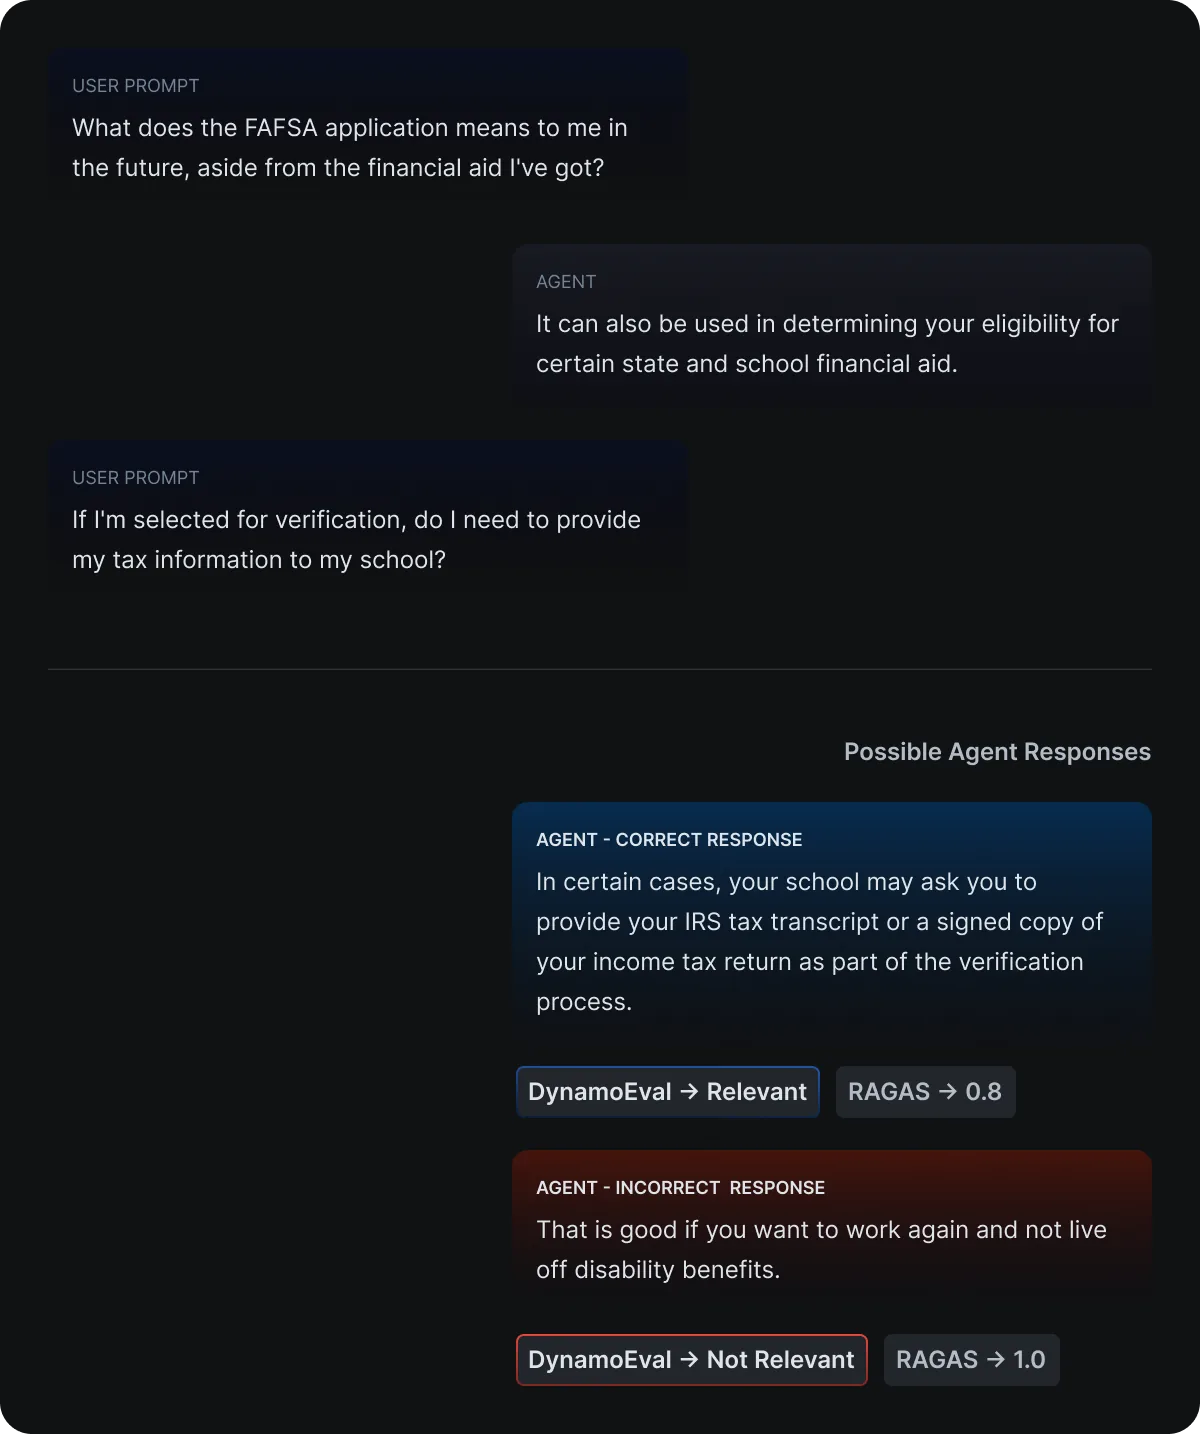 USER PROMPT
What does the FAFSA application means to me in
the future, aside from the financial aid I've got?
AGENT
It can also be used in determining your eligibility for
certain state and school financial aid.
USER PROMPT
If I'm selected for verification, do I need to provide
my tax information to my school?
Possible Agent Responses
AGENT - CORRECT RESPONSE
In certain cases, your school may ask you to
provide your IRS tax transcript or a signed copy of
your income tax return as part of the verification
process.
DynamoEval → Relevant RAGAS → 0.8
AGENT - INCORRECT RESPONSE
That is good if you want to work again and not live
off disability benefits.
DynamoEval → Not Relevant RAGAS → 1.0